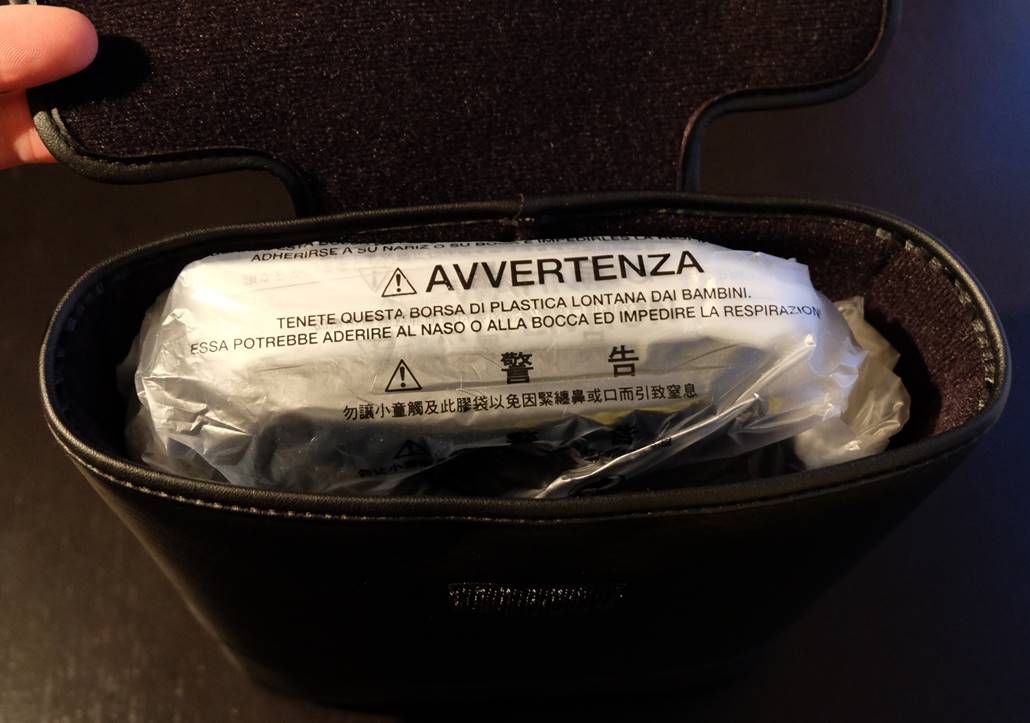 ADHERIRSE A SU NARIZ O SU BOCA E IMPEDIRLES LA
⚠ AVVERTENZA
TENETE QUESTA BORSA DI PLASTICA LONTANA DAI BAMBINI.
ESSA POTREBBE ADERIRE AL NASO O ALLA BOCCA ED IMPEDIRE LA RESPIRAZION
⚠ 警 告
勿讓小童觸及此膠袋以免因緊纏鼻或口而引致窒息